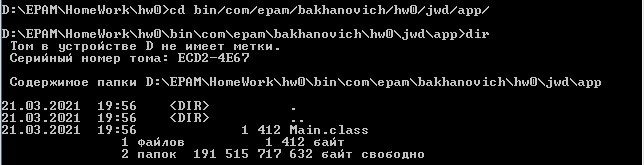 D:\EPAM\HomeWork\hw0>cd bin/com/epam/bakhanovich/hw0/jwd/app/
D:\EPAM\HomeWork\hw0\bin\com\epam\bakhanovich\hw0\jwd\app>dir
Том в устройстве D не имеет метки.
Серийный номер тома: ECD2-4E67
Содержимое папки D:\EPAM\HomeWork\hw0\bin\com\epam\bakhanovich\hw0\jwd\app
21.03.2021 19:56 <DIR> .
21.03.2021 19:56 <DIR> ..
21.03.2021 19:56 1 412 Main.class
1 файлов 1 412 байт
2 папок 191 515 717 632 байт свободно